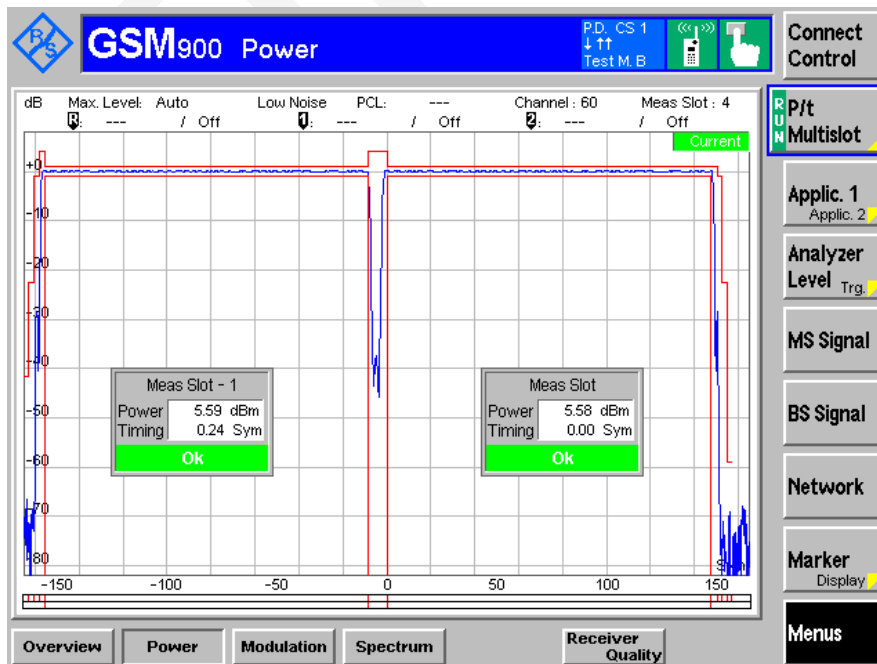 R/S
GSM900 Power
P.D. CS 1
↓ ↑↑
Test M. B
Connect
Control
dB Max. Level: Auto Low Noise PCL: --- Channel : 60 Meas Slot : 4
R: --- / Off 1: --- / Off 2: --- / Off
Current
RUN
P/t
Multislot
Applic. 1
Applic. 2
Analyzer
Level Trg.
MS Signal
BS Signal
Network
Marker
Display
Menus
+0
-10
-20
-30
-40
-50
-60
-70
-80
Meas Slot - 1
Power 5.59 dBm
Timing 0.24 Sym
Ok
Meas Slot
Power 5.58 dBm
Timing 0.00 Sym
Ok
-150 -100 -50 0 50 100 150
Overview Power Modulation Spectrum Receiver
Quality